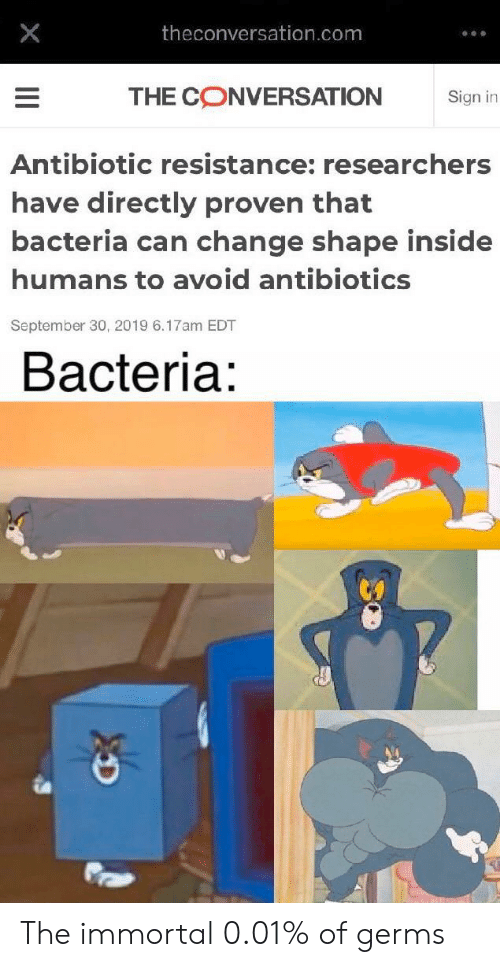 theconversation.com
THE CONVERSATION
Sign in
Antibiotic resistance: researchers
have directly proven that
bacteria can change shape inside
humans to avoid antibiotics
September 30, 2019 6.17am EDT
Bacteria:
The immortal 0.01% of germs